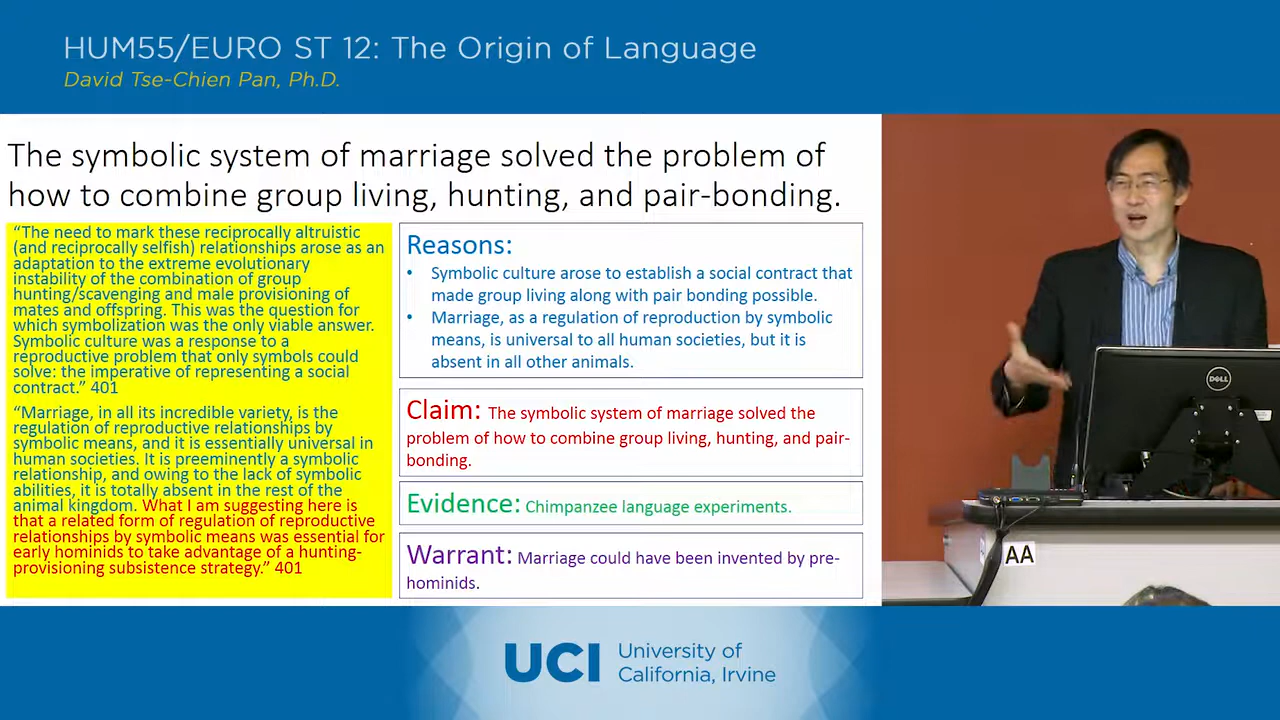 HUM55/EURO ST 12: The Origin of Language
David Tse-Chien Pan, Ph.D.
The symbolic system of marriage solved the problem of
how to combine group living, hunting, and pair-bonding.
“The need to mark these reciprocally altruistic
(and reciprocally selfish) relationships arose as an
adaptation to the extreme evolutionary
instability of the combination of group
hunting/scavenging and male provisioning of
mates and offspring. This was the question for
which symbolization was the only viable answer.
Symbolic culture was a response to a
reproductive problem that only symbols could
solve: the imperative of representing a social
contract.” 401
“Marriage, in all its incredible variety, is the
regulation of reproductive relationships by
symbolic means, and it is essentially universal in
human societies. It is preeminently a symbolic
relationship, and owing to the lack of symbolic
abilities, it is totally absent in the rest of the
animal kingdom. What I am suggesting here is
that a related form of regulation of reproductive
relationships by symbolic means was essential for
early hominids to take advantage of a hunting-
provisioning subsistence strategy.” 401
Reasons:
• Symbolic culture arose to establish a social contract that
made group living along with pair bonding possible.
• Marriage, as a regulation of reproduction by symbolic
means, is universal to all human societies, but it is
absent in all other animals.
Claim: The symbolic system of marriage solved the
problem of how to combine group living, hunting, and pair-
bonding.
Evidence: Chimpanzee language experiments.
Warrant: Marriage could have been invented by pre-
hominids.
DELL
AA
UCI
University of
California, Irvine